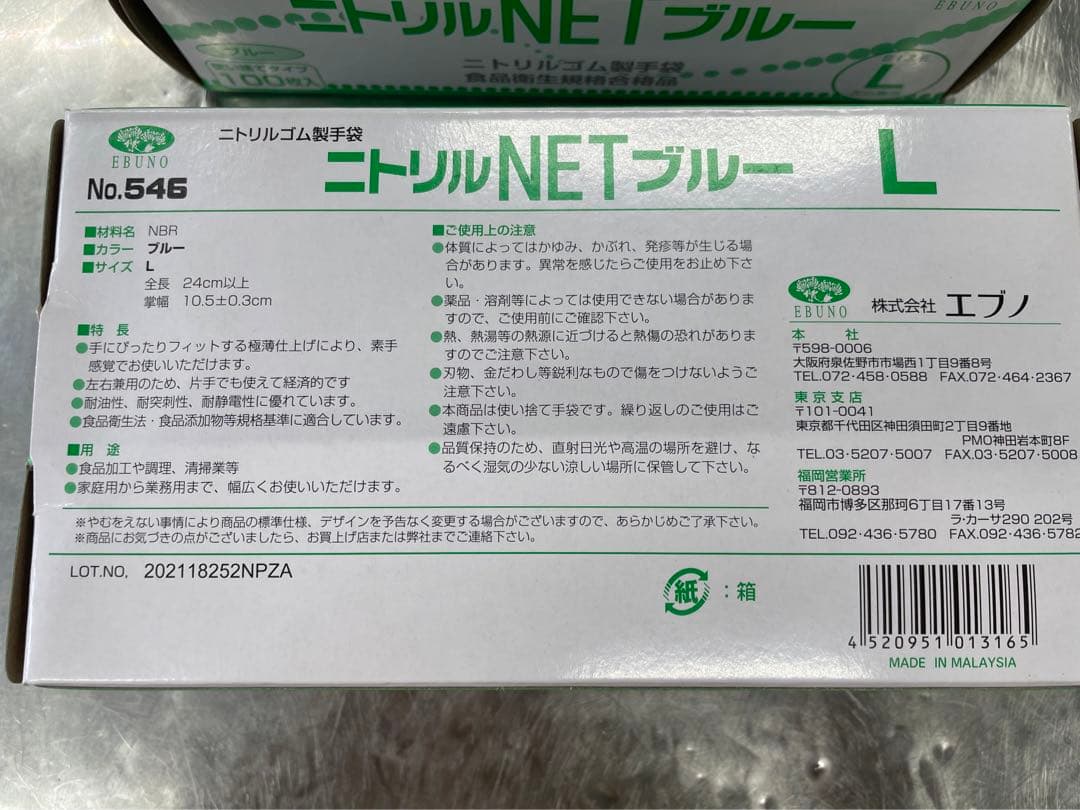 ニトリルNETブルー
EBUNO
ブルー
100枚入
ニトリルゴム製手袋
食品衛生規格合格品
L
EBUNO
No.546
ニトリルゴム製手袋
ニトリルNETブルー
L
■材料名 NBR
■カラー ブルー
■サイズ L
全長 24cm以上
掌幅 10.5±0.3cm
■特 長
●手にぴったりフィットする極薄仕上げにより、素手
感覚でお使いいただけます。
●左右兼用のため、片手でも使えて経済的です
●耐油性、耐突刺性、耐静電性に優れています。
●食品衛生法・食品添加物等規格基準に適合しています。
■用 途
●食品加工や調理、清掃業等
●家庭用から業務用まで、幅広くお使いいただけます。
■ご使用上の注意
●体質によってはかゆみ、かぶれ、発疹等が生じる場
合があります。異常を感じたらご使用をお止め下さ
い。
●薬品・溶剤等によっては使用できない場合がありま
すので、ご使用前にご確認下さい。
●熱、熱湯等の熱源に近づけると熱傷の恐れがありま
すのでご注意下さい。
●刃物、金だわし等鋭利なもので傷をつけないようご
注意下さい。
●本商品は使い捨て手袋です。繰り返しのご使用はご
遠慮下さい。
●品質保持のため、直射日光や高温の場所を避け、な
るべく湿気の少ない涼しい場所に保管して下さい。
EBUNO
株式会社 エブノ
本 社
〒598-0006
大阪府泉佐野市市場西1丁目9番8号
TEL.072・458・0588 FAX.072・464・2367
東京支店
〒101-0041
東京都千代田区神田須田町2丁目9番地
PMO神田岩本町8F
TEL.03・5207・5007 FAX.03・5207・5008
福岡営業所
〒812-0893
福岡市博多区那珂6丁目17番13号
ラ・カーサ290 202号
TEL.092・436・5780 FAX.092・436・5782
※やむをえない事情により商品の標準仕様、デザインを予告なく変更する場合がございますので、あらかじめご了承下さい。
※商品にお気づきの点がございましたら、お買上げ店または弊社までご連絡下さい。
LOT.NO, 202118252NPZA
紙 : 箱
4 520951 013165
MADE IN MALAYSIA